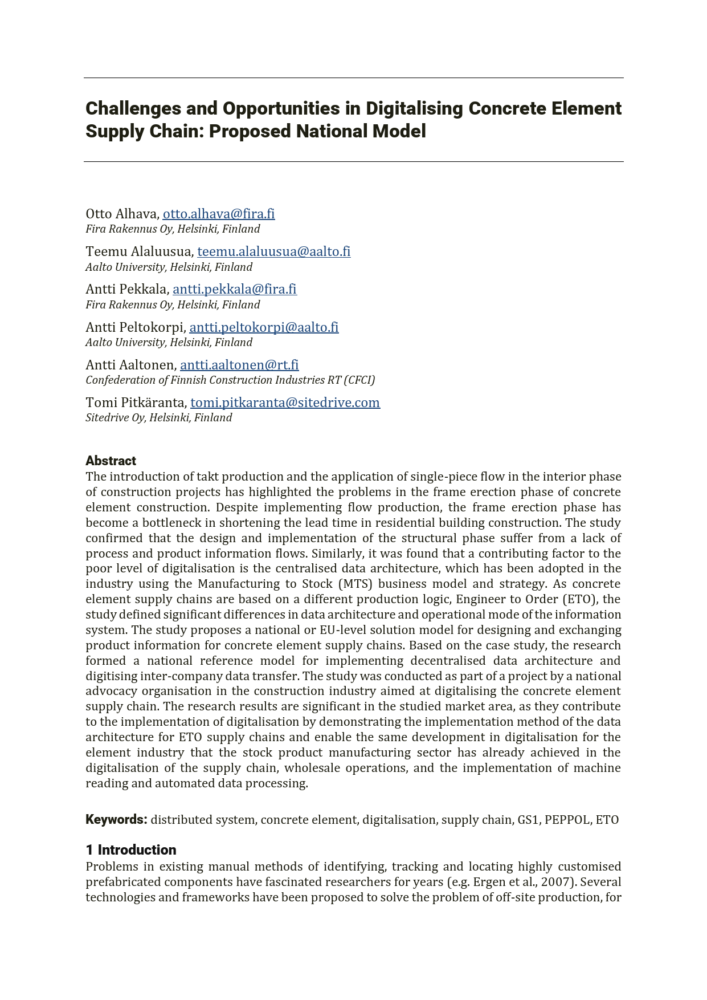 Challenges and Opportunities in Digitalising Concrete Element
Supply Chain: Proposed National Model
Otto Alhava, otto.alhava@fira.fi
Fira Rakennus Oy, Helsinki, Finland
Teemu Alaluusua, teemu.alaluusua@aalto.fi
Aalto University, Helsinki, Finland
Antti Pekkala, antti.pekkala@fira.fi
Fira Rakennus Oy, Helsinki, Finland
Antti Peltokorpi, antti.peltokorpi@aalto.fi
Aalto University, Helsinki, Finland
Antti Aaltonen, antti.aaltonen@rt.fi
Confederation of Finnish Construction Industries RT (CFCI)
Tomi Pitkäranta, tomi.pitkaranta@sitedrive.com
Sitedrive Oy, Helsinki, Finland
Abstract
The introduction of takt production and the application of single-piece flow in the interior phase
of construction projects has highlighted the problems in the frame erection phase of concrete
element construction. Despite implementing flow production, the frame erection phase has
become a bottleneck in shortening the lead time in residential building construction. The study
confirmed that the design and implementation of the structural phase suffer from a lack of
process and product information flows. Similarly, it was found that a contributing factor to the
poor level of digitalisation is the centralised data architecture, which has been adopted in the
industry using the Manufacturing to Stock (MTS) business model and strategy. As concrete
element supply chains are based on a different production logic, Engineer to Order (ETO), the
study defined significant differences in data architecture and operational mode of the information
system. The study proposes a national or EU-level solution model for designing and exchanging
product information for concrete element supply chains. Based on the case study, the research
formed a national reference model for implementing decentralised data architecture and
digitising inter-company data transfer. The study was conducted as part of a project by a national
advocacy organisation in the construction industry aimed at digitalising the concrete element
supply chain. The research results are significant in the studied market area, as they contribute
to the implementation of digitalisation by demonstrating the implementation method of the data
architecture for ETO supply chains and enable the same development in digitalisation for the
element industry that the stock product manufacturing sector has already achieved in the
digitalisation of the supply chain, wholesale operations, and the implementation of machine
reading and automated data processing.
Keywords: distributed system, concrete element, digitalisation, supply chain, GS1, PEPPOL, ETO
1 Introduction
Problems in existing manual methods of identifying, tracking and locating highly customised
prefabricated components have fascinated researchers for years (e.g. Ergen et al., 2007). Several
technologies and frameworks have been proposed to solve the problem of off-site production, for